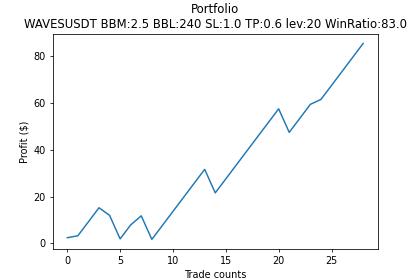 Portfolio
WAVESUSDT BBM:2.5 BBL:240 SL:1.0 TP:0.6 lev:20 WinRatio:83.0
80
60
40
20
0
Profit ($)
0 5 10 15 20 25
Trade counts